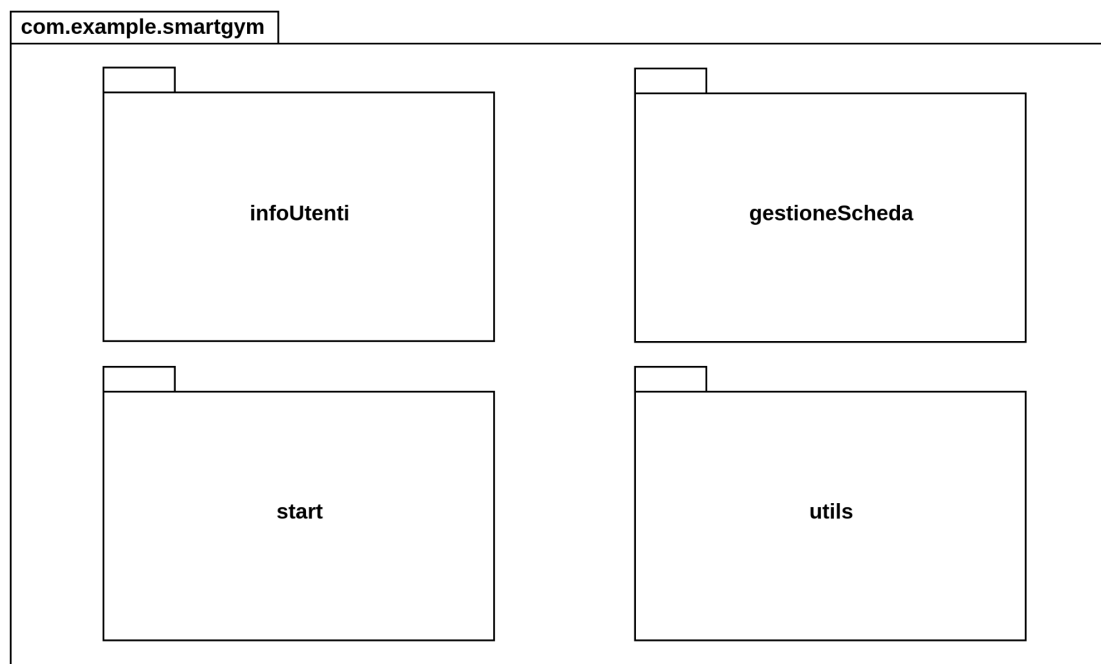 com.example.smartgym
infoUtenti
gestioneScheda
start
utils